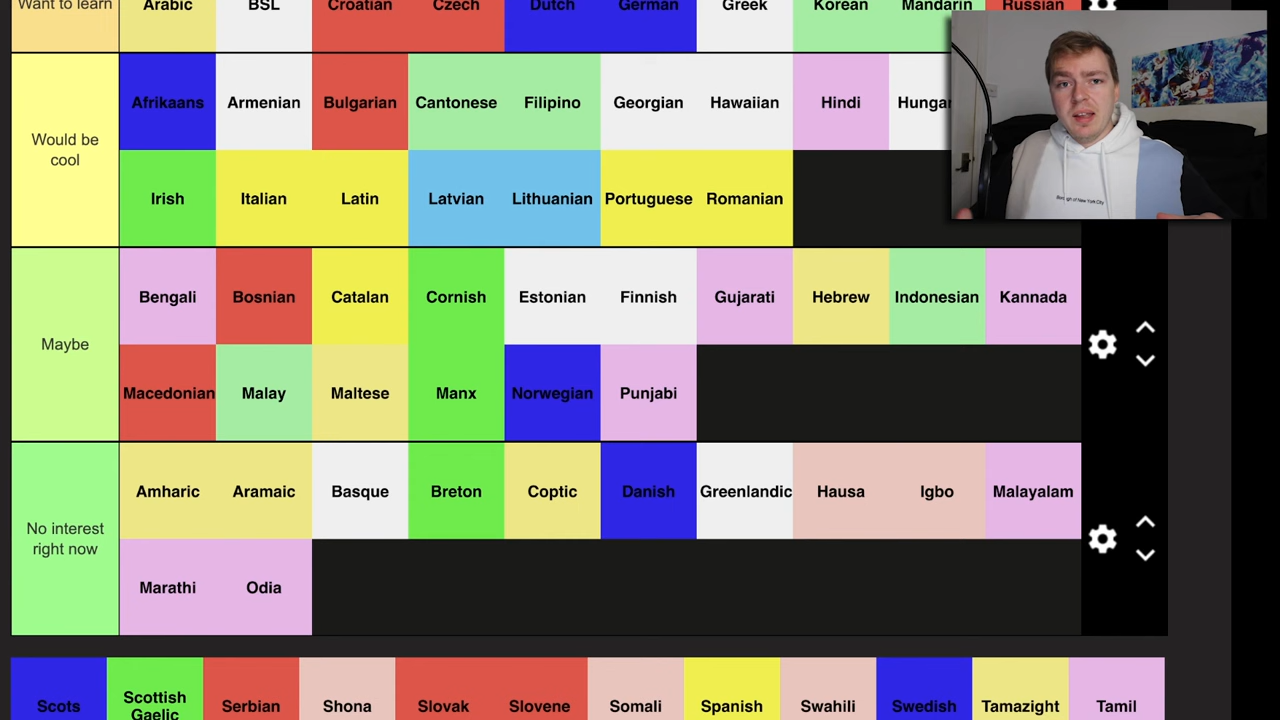 Want to learn
Arabic BSL Croatian Czech Dutch German Greek Korean Mandarin Russian
Would be
cool
Afrikaans Armenian Bulgarian Cantonese Filipino Georgian Hawaiian Hindi
Irish Italian Latin Latvian Lithuanian Portuguese Romanian
Maybe
Bengali Bosnian Catalan Cornish Estonian Finnish Gujarati Hebrew Indonesian Kannada
Macedonian Malay Maltese Manx Norwegian Punjabi
No interest
right now
Amharic Aramaic Basque Breton Coptic Danish Greenlandic Hausa Igbo Malayalam
Marathi Odia
Scots Scottish Gaelic Serbian Shona Slovak Slovene Somali Spanish Swahili Swedish Tamazight Tamil